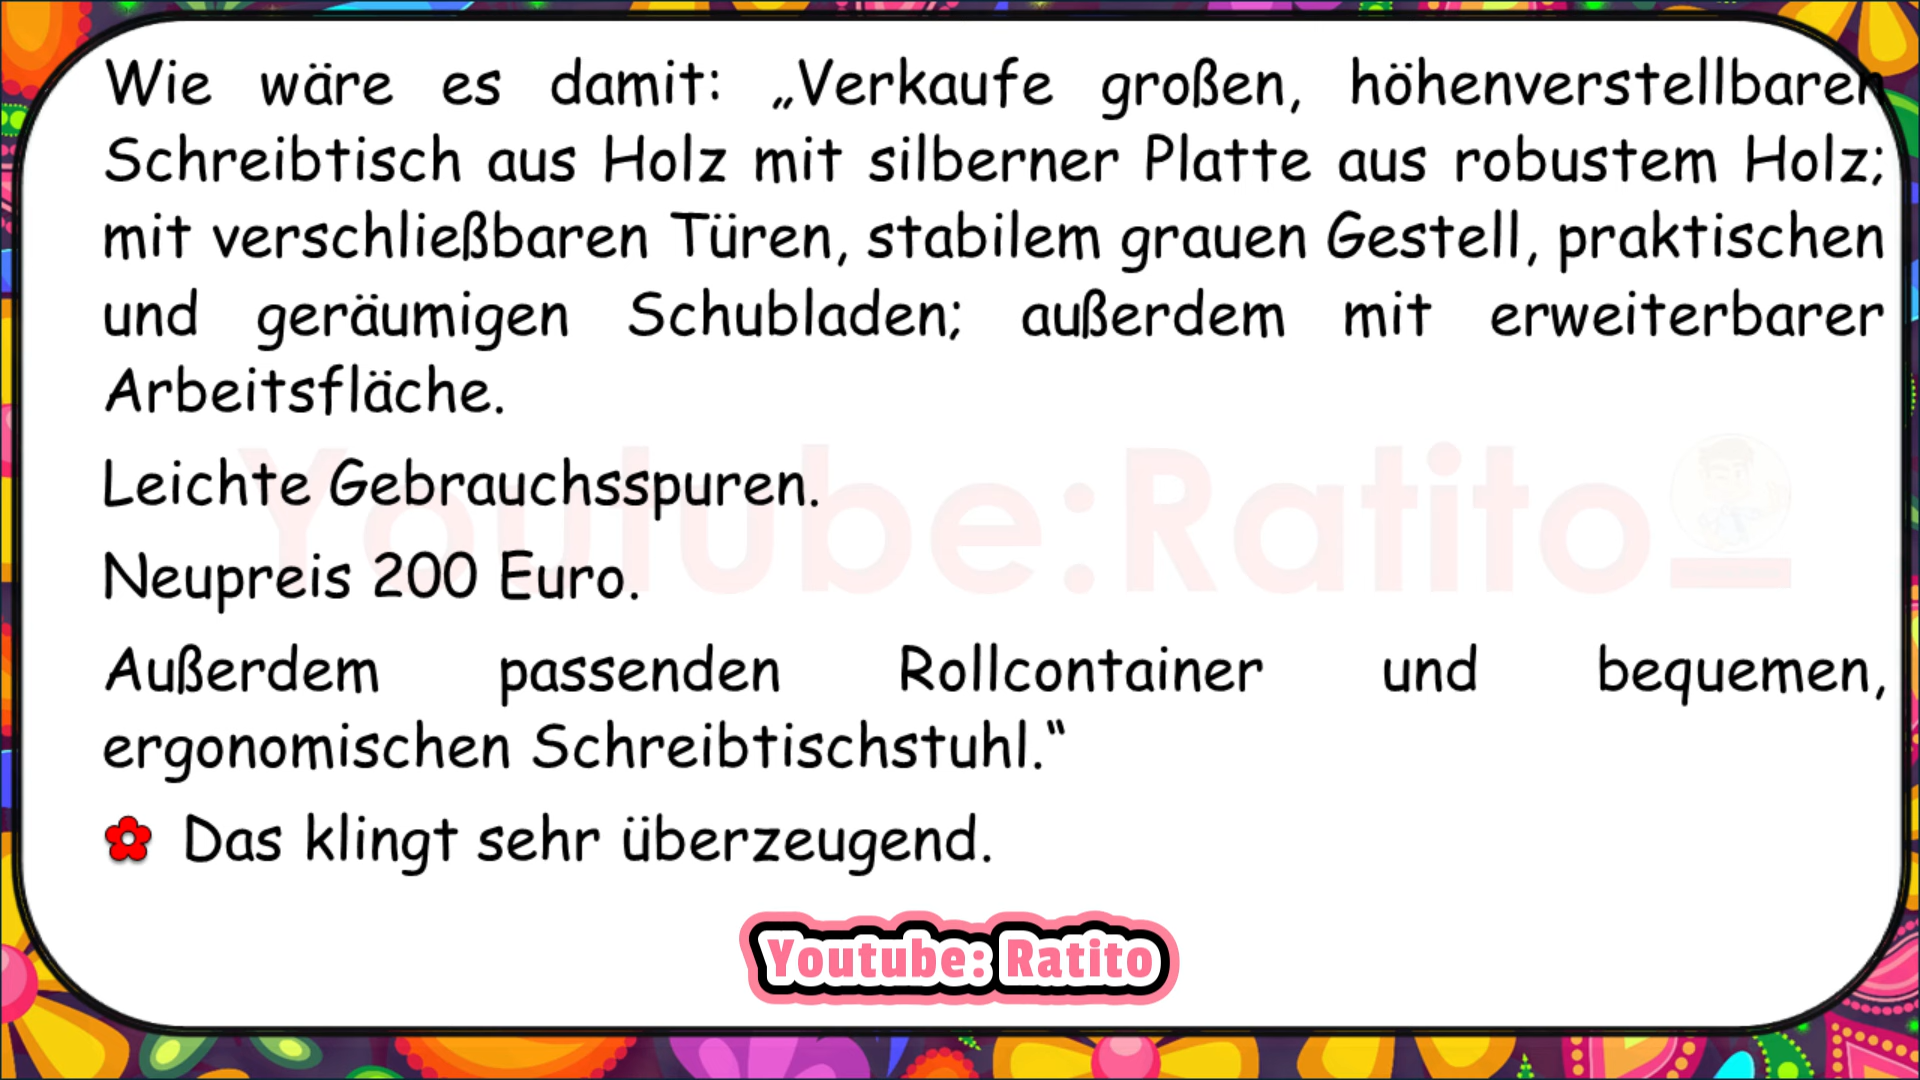 Wie wäre es damit: „Verkaufe großen, höhenverstellbaren
Schreibtisch aus Holz mit silberner Platte aus robustem Holz;
mit verschließbaren Türen, stabilem grauen Gestell, praktischen
und geräumigen Schubladen; außerdem mit erweiterbarer
Arbeitsfläche.
Leichte Gebrauchsspuren.
Youtube:Ratito
Neupreis 200 Euro.
Außerdem passenden Rollcontainer und bequemen,
ergonomischen Schreibtischstuhl.“
Das klingt sehr überzeugend.
Youtube: Ratito